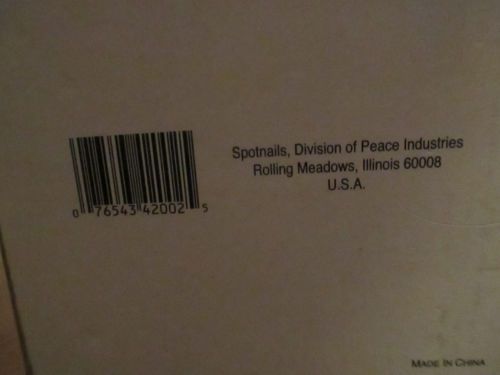 Spotnails, Division of Peace Industries
Rolling Meadows, Illinois 60008
U.S.A.
0 76543 42002 5
MADE IN CHINA